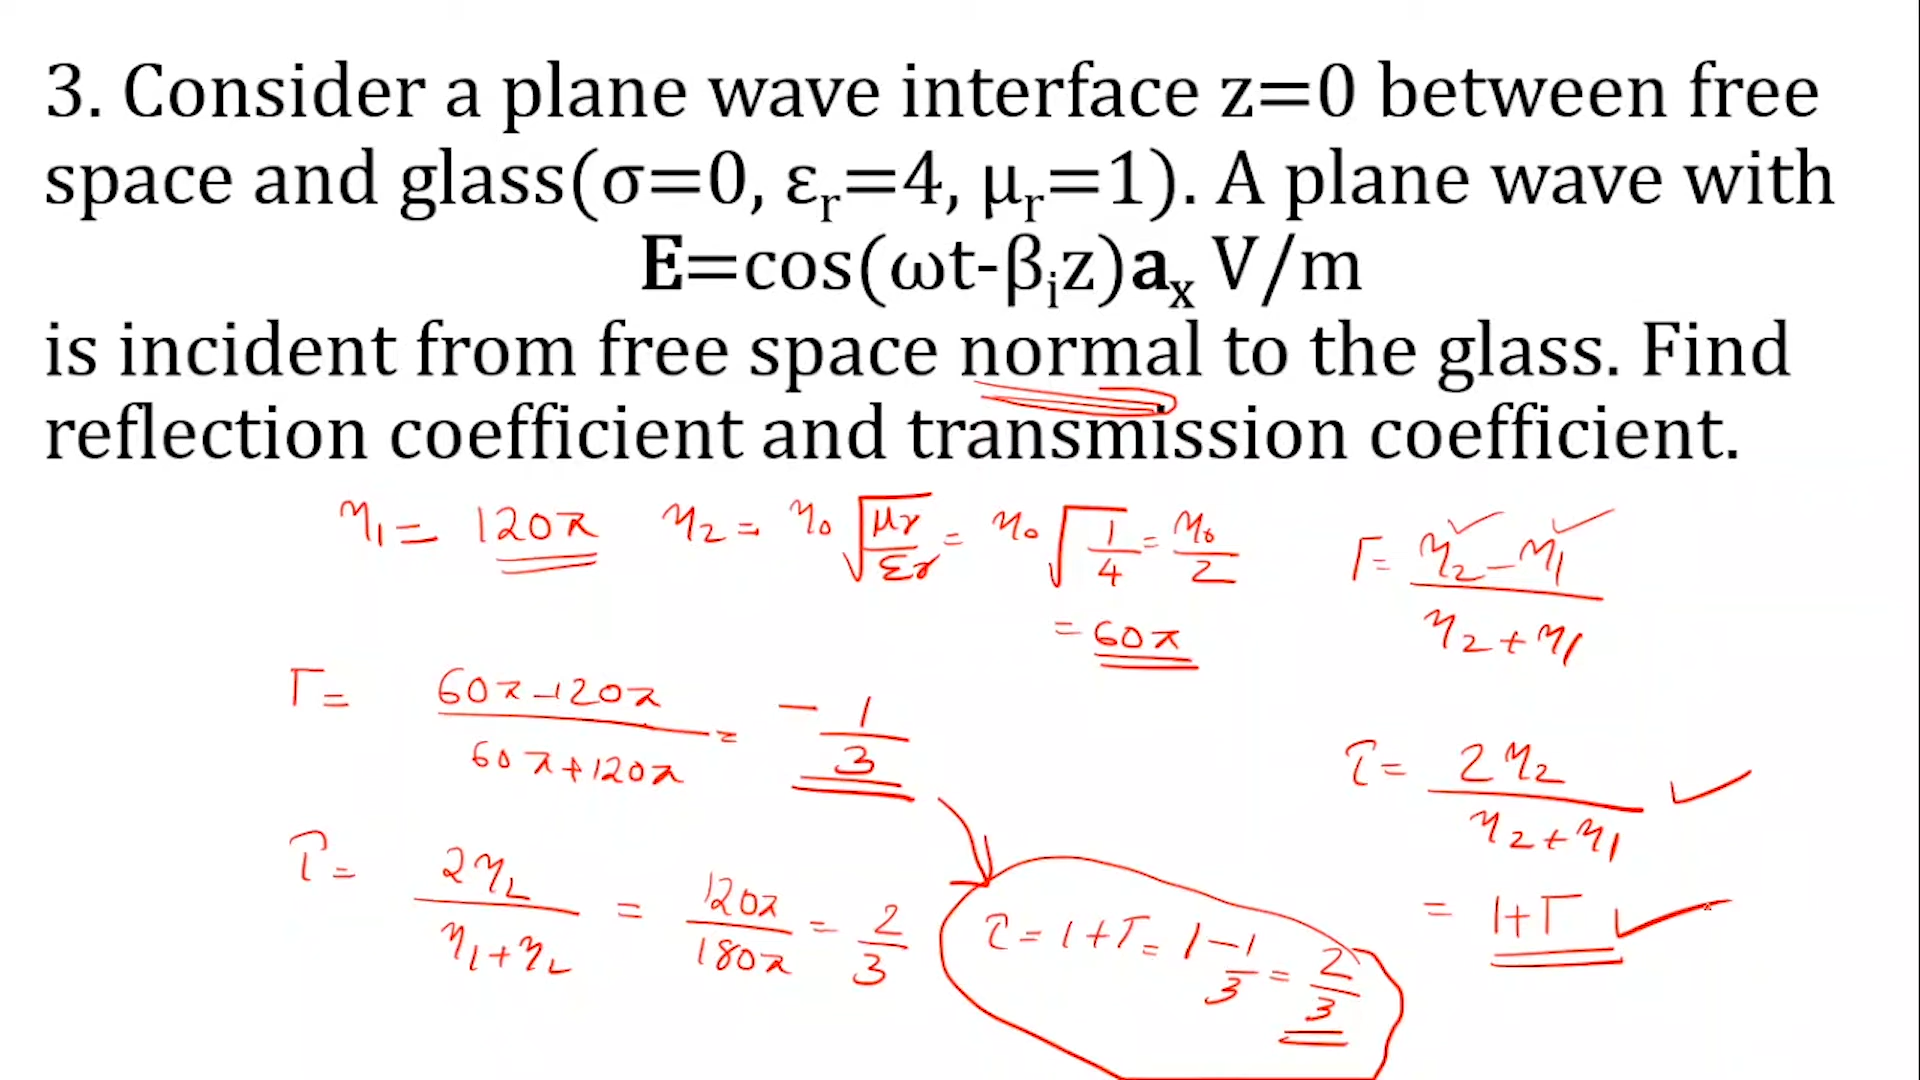 3. Consider a plane wave interface z=0 between free
space and glass(σ=0, εr=4, μr=1). A plane wave with
E=cos(ωt-βiz)ax V/m
is incident from free space normal to the glass. Find
reflection coefficient and transmission coefficient.
η1 = 120π  η2 = η0 √(μr/εr) = η0 √(1/4) = η0/2
= 60π
Γ = (η2 - η1)/(η2 + η1)
Γ = (60π - 120π)/(60π + 120π) = -1/3
τ = 2η2/(η2 + η1)
τ = 2η2/(η1 + η2) = 120π/180π = 2/3
τ = 1 + Γ = 1 - 1/3 = 2/3
= 1 + Γ